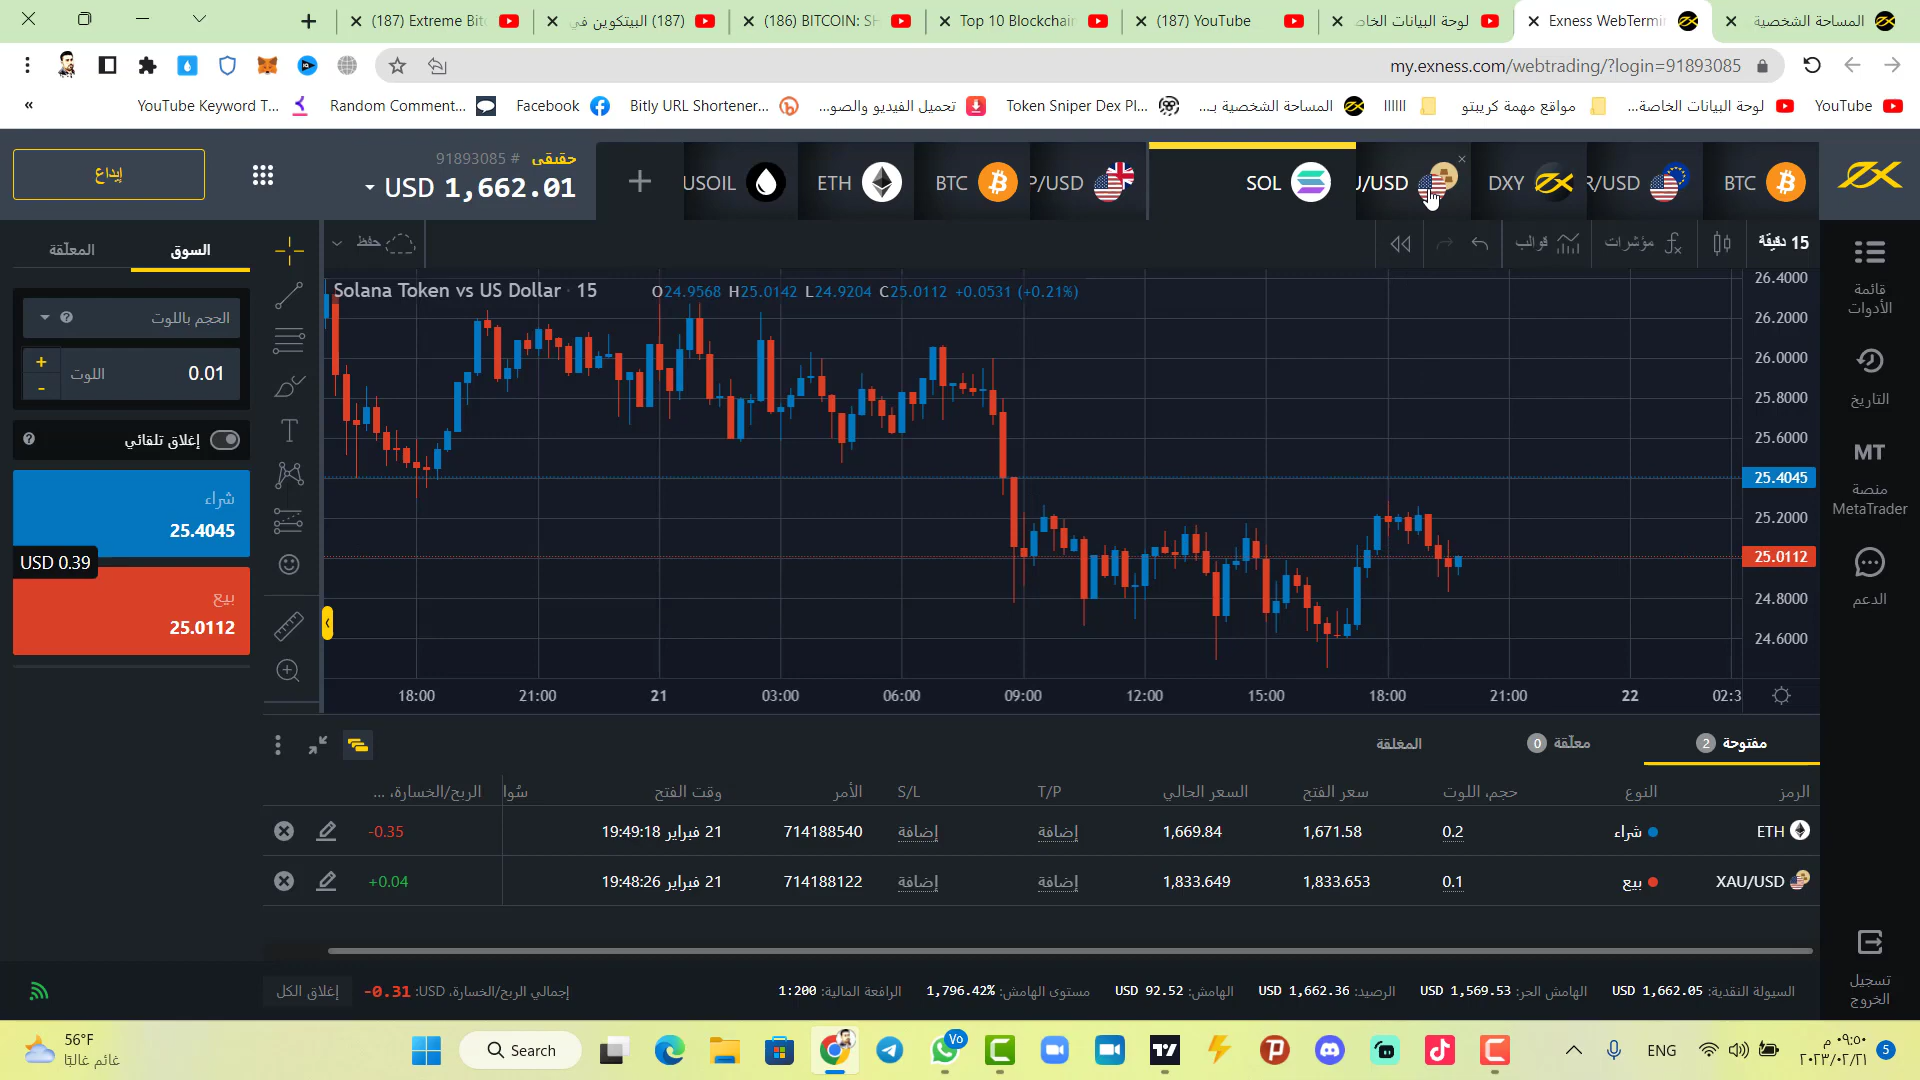 المساحة الشخصية
Exness WebTermi
لوحة البيانات الخاص
(187) YouTube
Top 10 Blockchain
(186) BITCOIN: SH
(187) البيتكوين في
(187) Extreme Bit
my.exness.com/webtrading/?login=91893085
YouTube
لوحة البيانات الخاصة...
مواقع مهمة كريبتو
llllll
المساحة الشخصية بـ...
Token Sniper Dex Pl...
تحميل الفيديو والصو...
Bitly URL Shortener...
Facebook
Random Comment...
YouTube Keyword T...
«
BTC
R/USD
DXY
J/USD
SOL
P/USD
BTC
ETH
USOIL
حقيقي # 91893085
1,662.01 USD
إيداع
15 دقيقة
مؤشرات
قوالب
حفظ
السوق
المعلّقة
الحجم باللوت
0.01
اللوت
+
-
إغلاق تلقائي
شراء
25.4045
USD 0.39
بيع
25.0112
Solana Token vs US Dollar · 15
O24.9568 H25.0142 L24.9204 C25.0112 +0.0531 (+0.21%)
26.4000
26.2000
26.0000
25.8000
25.6000
25.4045
25.2000
25.0112
24.8000
24.6000
18:00 21:00 21 03:00 06:00 09:00 12:00 15:00 18:00 21:00 22 02:3
قائمة
الأدوات
التاريخ
MT
منصة
MetaTrader
الدعم
تسجيل
الخروج
مفتوحة 2
معلّقة 0
المغلقة
الرمز
النوع
حجم، اللوت
سعر الفتح
السعر الحالي
T/P
S/L
الأمر
وقت الفتح
سُوا
الربح/الخسارة، ...
ETH
شراء
0.2
1,671.58
1,669.84
إضافة
إضافة
714188540
21 فبراير 19:49:18
-0.35
XAU/USD
بيع
0.1
1,833.653
1,833.649
إضافة
إضافة
714188122
21 فبراير 19:48:26
+0.04
السيولة النقدية: 1,662.05 USD
الهامش الحر: 1,569.53 USD
الرصيد: 1,662.36 USD
الهامش: 92.52 USD
مستوى الهامش: 1,796.42%
الرافعة المالية: 1:200
إجمالي الربح/الخسارة، USD: -0.31
إغلاق الكل
56°F
غائم غالبًا
Search
Vo
ENG
٠٩:٥٠ م
٢٠٢٣/٠٢/٢١
5